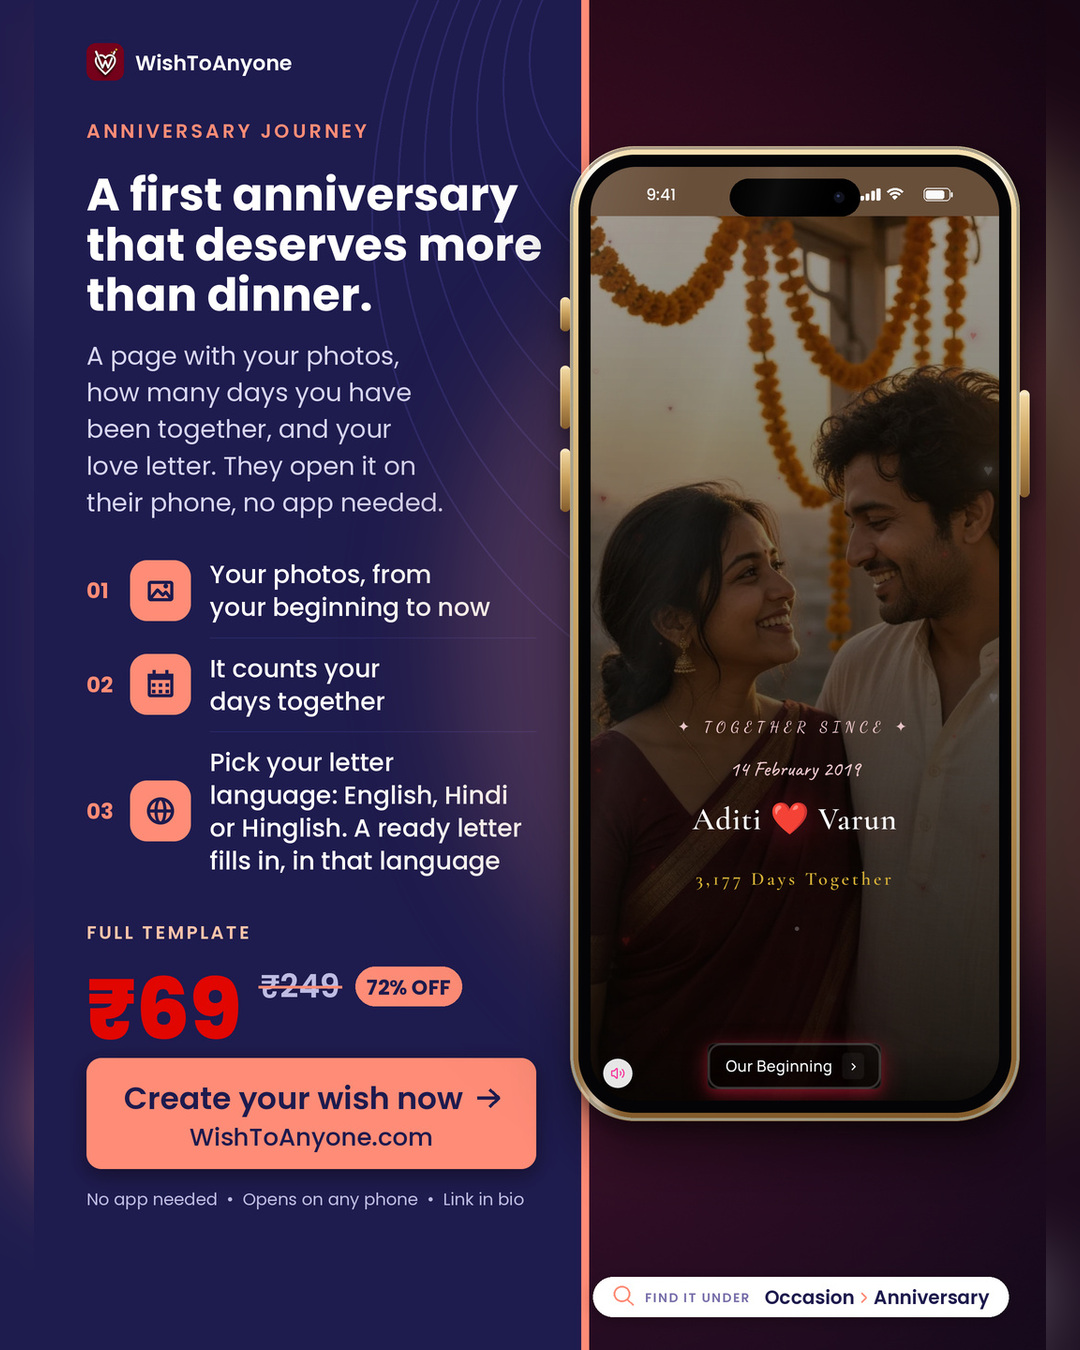 WishToAnyone
ANNIVERSARY JOURNEY
A first anniversary
that deserves more
than dinner.
A page with your photos,
how many days you have
been together, and your
love letter. They open it on
their phone, no app needed.
01
Your photos, from
your beginning to now
02
It counts your
days together
03
Pick your letter
language: English, Hindi
or Hinglish. A ready letter
fills in, in that language
FULL TEMPLATE
₹69 ₹249 72% OFF
Create your wish now →
WishToAnyone.com
No app needed • Opens on any phone • Link in bio
9:41
✦ TOGETHER SINCE ✦
14 February 2019
Aditi ❤️ Varun
3,177 Days Together
Our Beginning ›
FIND IT UNDER Occasion › Anniversary